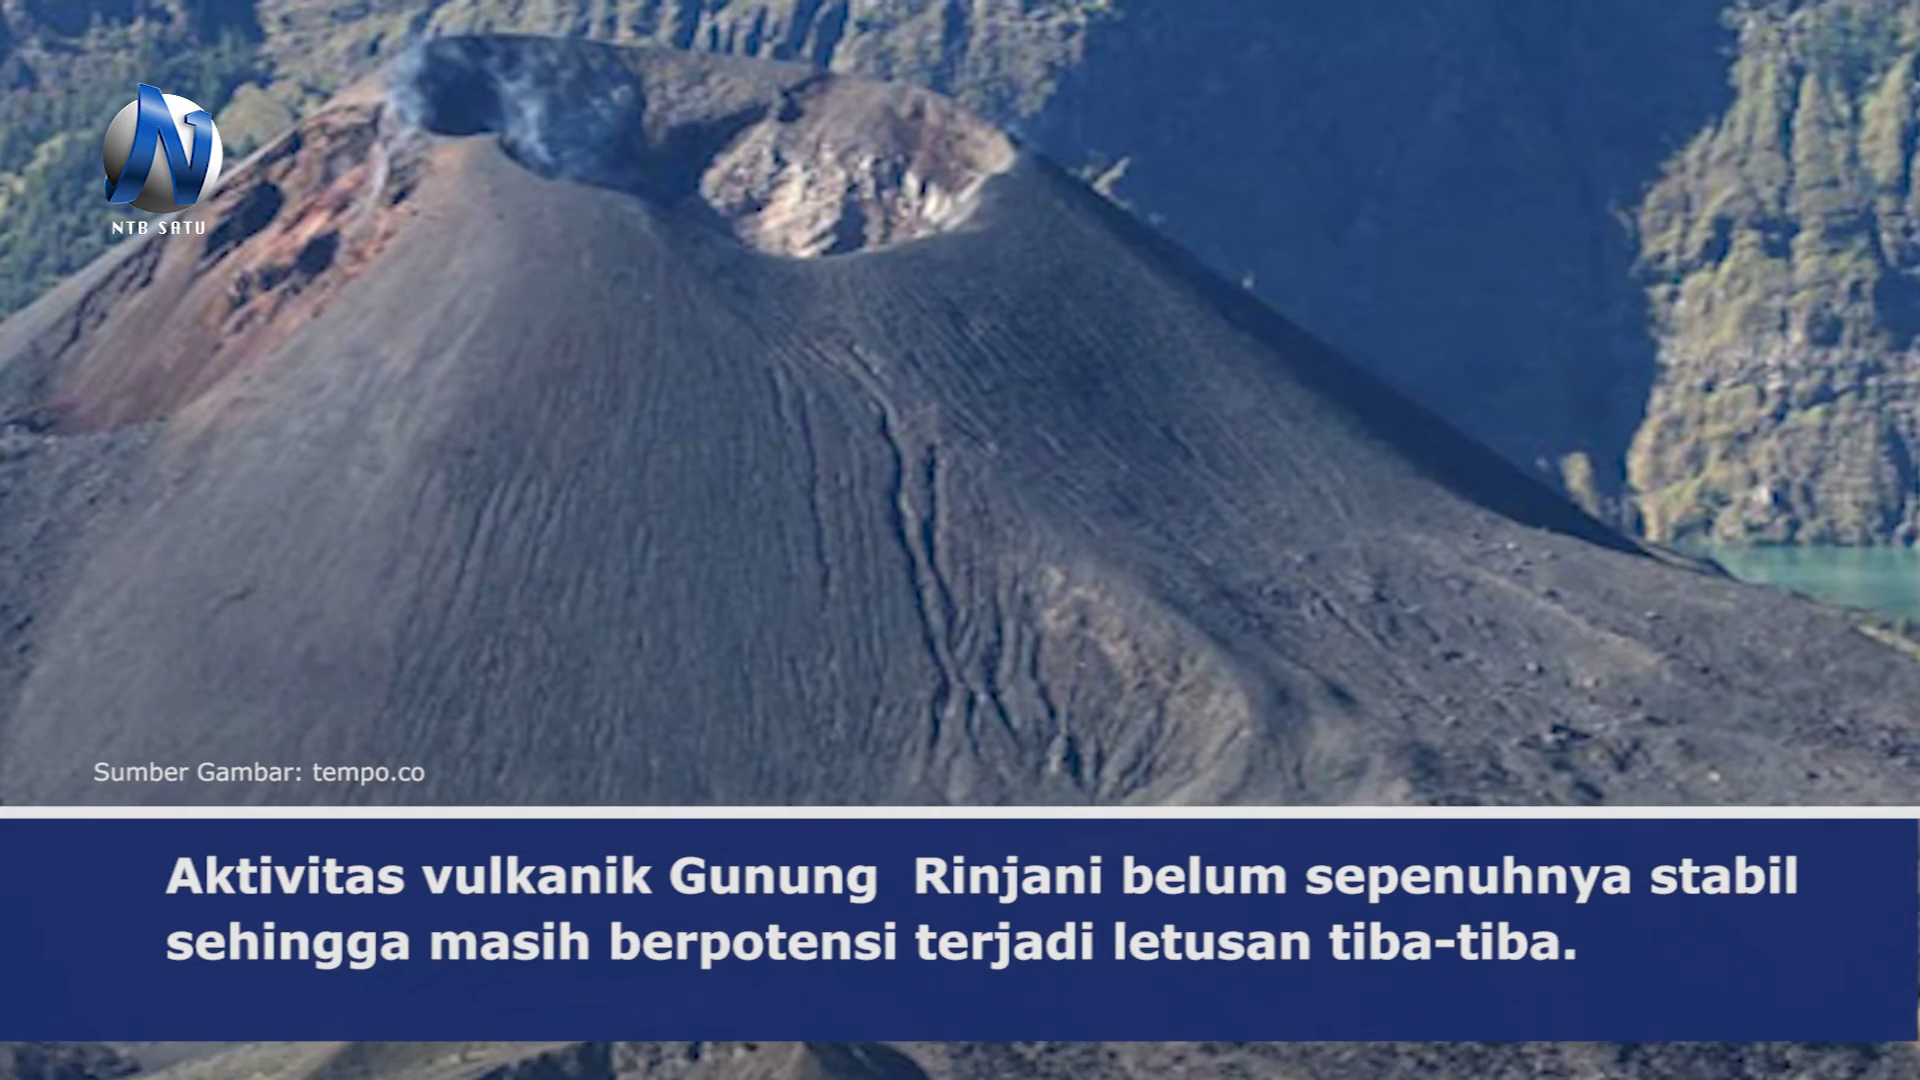 NTB SATU
Sumber Gambar: tempo.co
Aktivitas vulkanik Gunung  Rinjani belum sepenuhnya stabil
sehingga masih berpotensi terjadi letusan tiba-tiba.